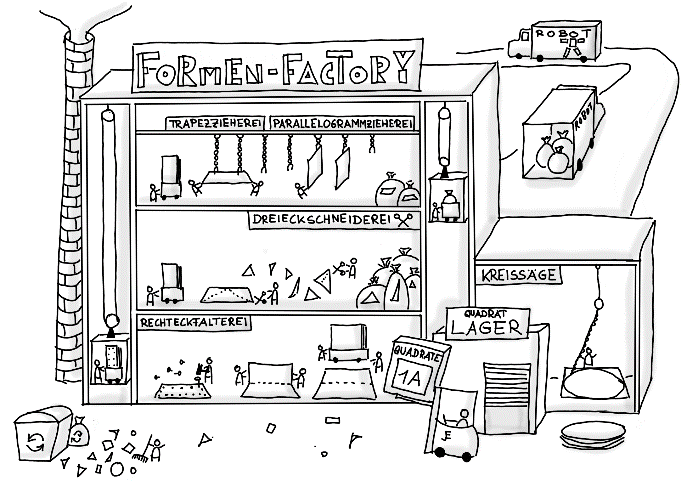 FORMEN-FACTORY
ROBOT
ROBOT
TRAPEZZIEHEREI
PARALLELOGRAMMZIEHEREI
DREIECKSCHNEIDEREI
KREISSÄGE
RECHTECKFALTEREI
QUADRAT
LAGER
QUADRATE
1A